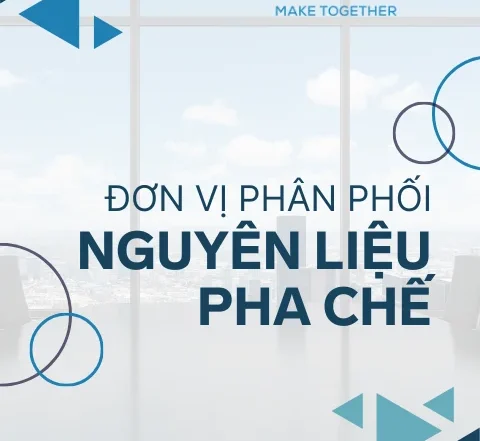 MAKE TOGETHER
ĐƠN VỊ PHÂN PHỐI
NGUYÊN LIỆU
PHA CHẾ